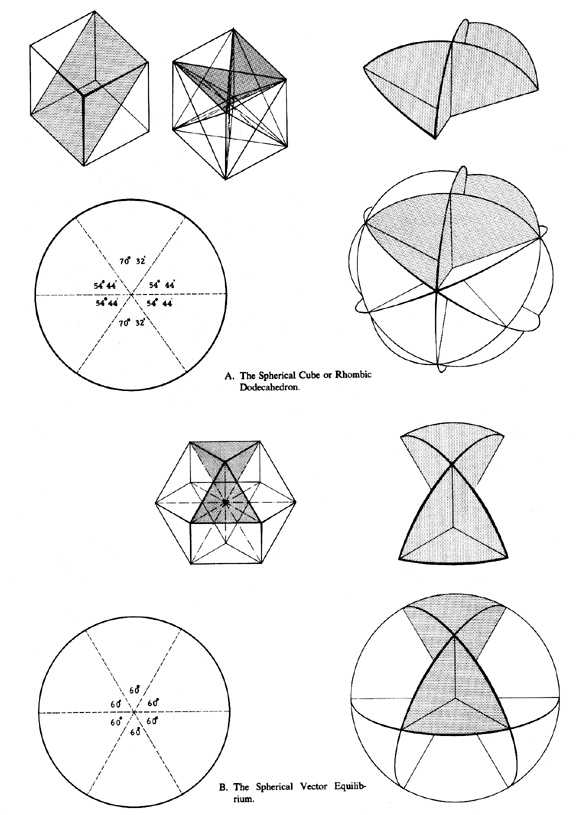 70° 32'
54° 44' 54° 44'
54° 44' 54° 44'
70° 32'
A. The Spherical Cube or Rhombic
Dodecahedron.
60°
60° 60°
60° 60°
60°
B. The Spherical Vector Equilib-
rium.